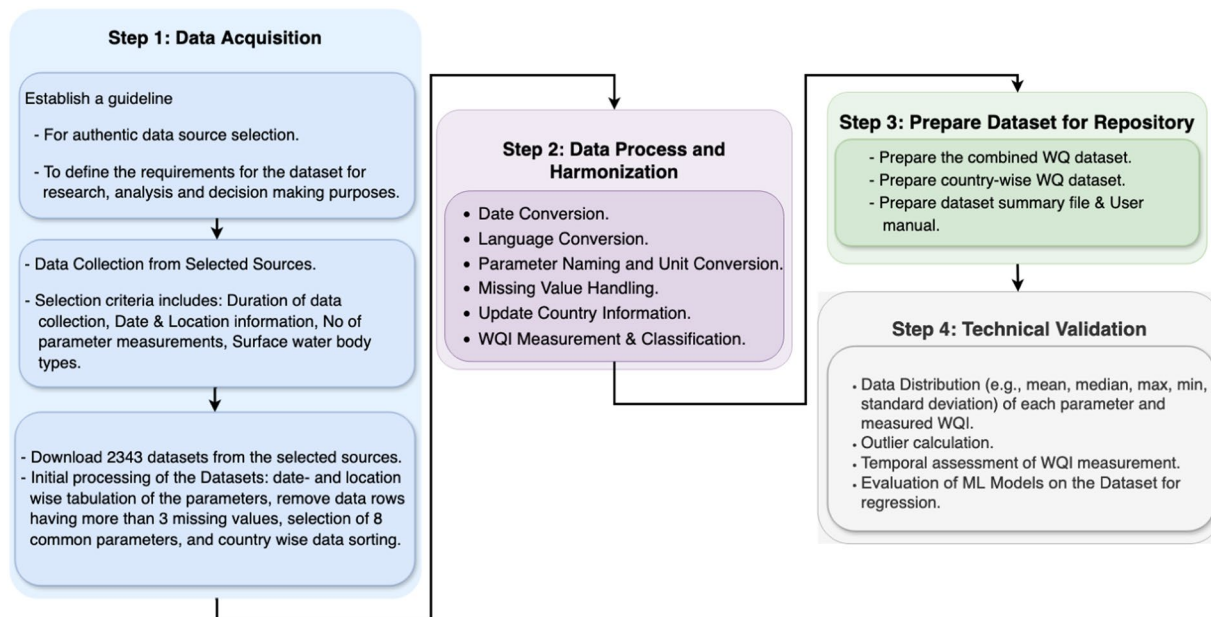 Step 1: Data Acquisition
Establish a guideline
- For authentic data source selection.
- To define the requirements for the dataset for
research, analysis and decision making purposes.
- Data Collection from Selected Sources.
- Selection criteria includes: Duration of data
collection, Date & Location information, No of
parameter measurements, Surface water body
types.
- Download 2343 datasets from the selected sources.
- Initial processing of the Datasets: date- and location
wise tabulation of the parameters, remove data rows
having more than 3 missing values, selection of 8
common parameters, and country wise data sorting.
Step 2: Data Process and
Harmonization
• Date Conversion.
• Language Conversion.
• Parameter Naming and Unit Conversion.
• Missing Value Handling.
• Update Country Information.
• WQI Measurement & Classification.
Step 3: Prepare Dataset for Repository
- Prepare the combined WQ dataset.
- Prepare country-wise WQ dataset.
- Prepare dataset summary file & User
manual.
Step 4: Technical Validation
• Data Distribution (e.g., mean, median, max, min,
standard deviation) of each parameter and
measured WQI.
• Outlier calculation.
• Temporal assessment of WQI measurement.
• Evaluation of ML Models on the Dataset for
regression.